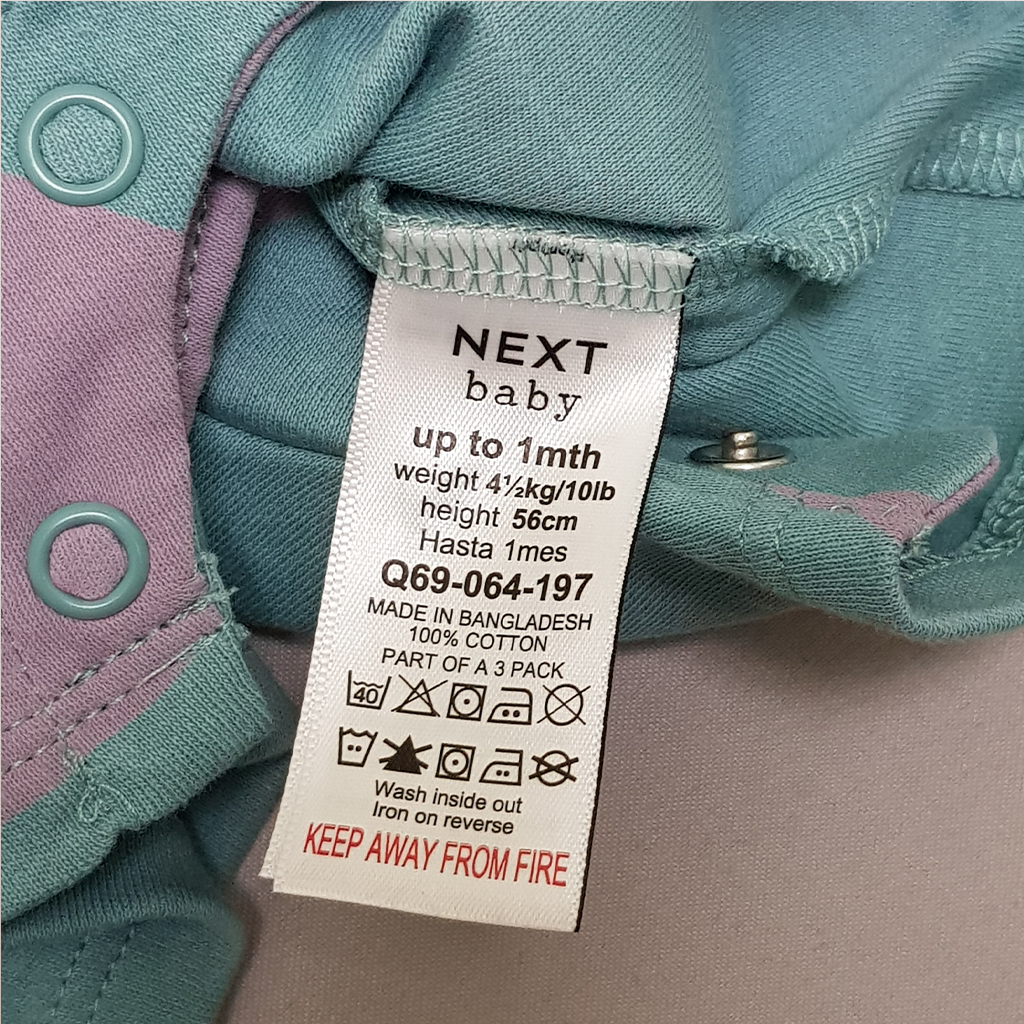 NEXT
baby
up to 1mth
weight 4½kg/10lb
height 56cm
Hasta 1mes
Q69-064-197
MADE IN BANGLADESH
100% COTTON
PART OF A 3 PACK
40
Wash inside out
Iron on reverse
KEEP AWAY FROM FIRE